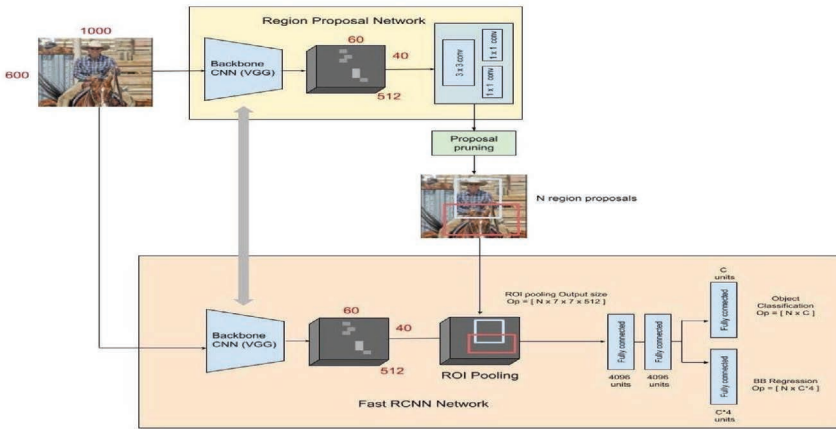 Region Proposal Network
1000
600
Backbone
CNN (VGG)
60
40
512
3 x 3 conv
1 x 1 conv
1 x 1 conv
Proposal
pruning
N region proposals
Backbone
CNN (VGG)
60
40
512
ROI pooling Output size
Op = [ N x 7 x 7 x 512 ]
ROI Pooling
Fully connected
4096
units
Fully connected
4096
units
C
units
Fully connected
Object
Classification
Op = [ N x C ]
Fully connected
BB Regression
Op = [ N x C*4 ]
C*4
units
Fast RCNN Network